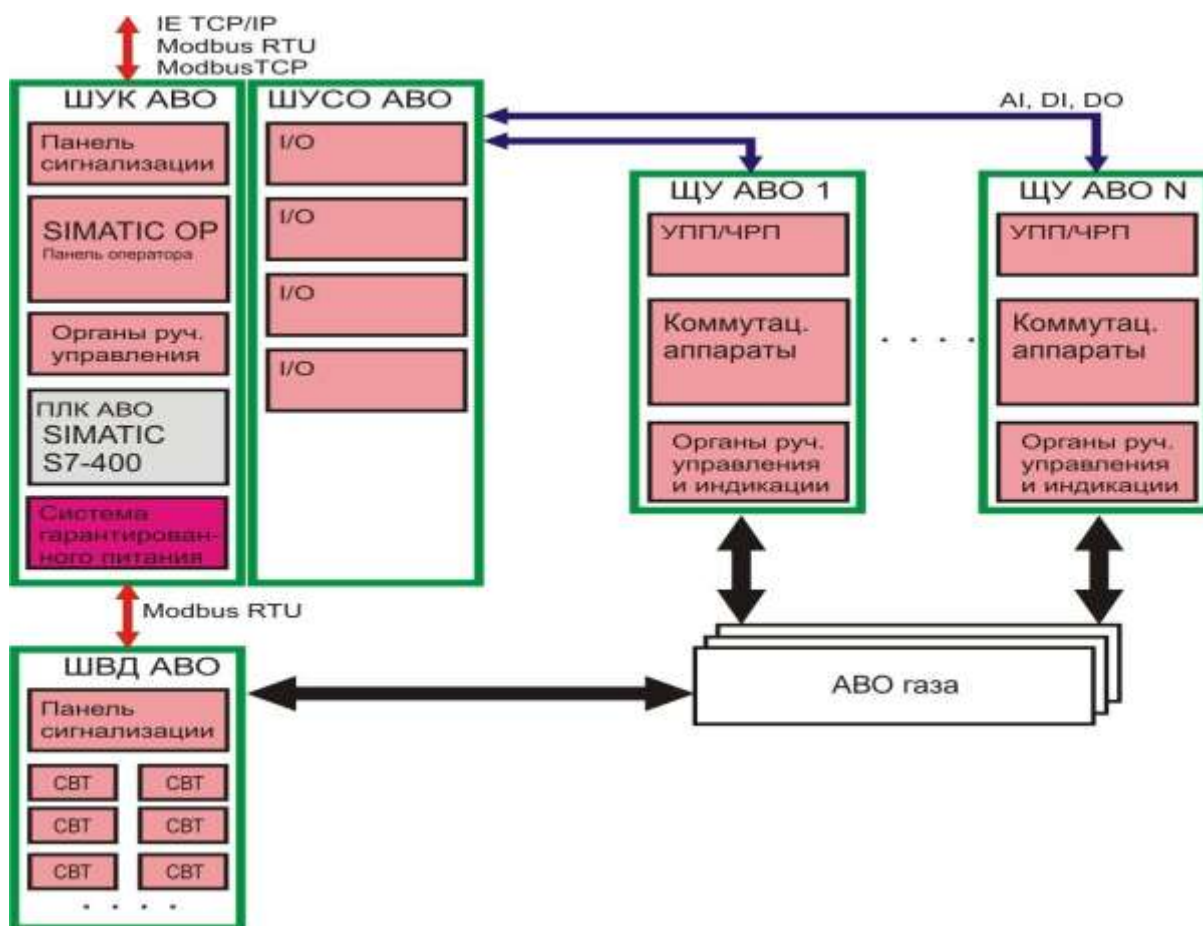 IE TCP/IP
Modbus RTU
ModbusTCP
ШУК АВО
Панель
сигнализации
SIMATIC OP
Панель оператора
Органы руч.
управления
ПЛК АВО
SIMATIC
S7-400
Система
гарантирован-
ного питания
ШУСО АВО
I/O
I/O
I/O
I/O
AI, DI, DO
ЩУ АВО 1
УПП/ЧРП
Коммутац.
аппараты
Органы руч.
управления
и индикации
. . . .
ЩУ АВО N
УПП/ЧРП
Коммутац.
аппараты
Органы руч.
управления
и индикации
Modbus RTU
ШВД АВО
Панель
сигнализации
СВТ СВТ
СВТ СВТ
СВТ СВТ
. . . .
АВО газа